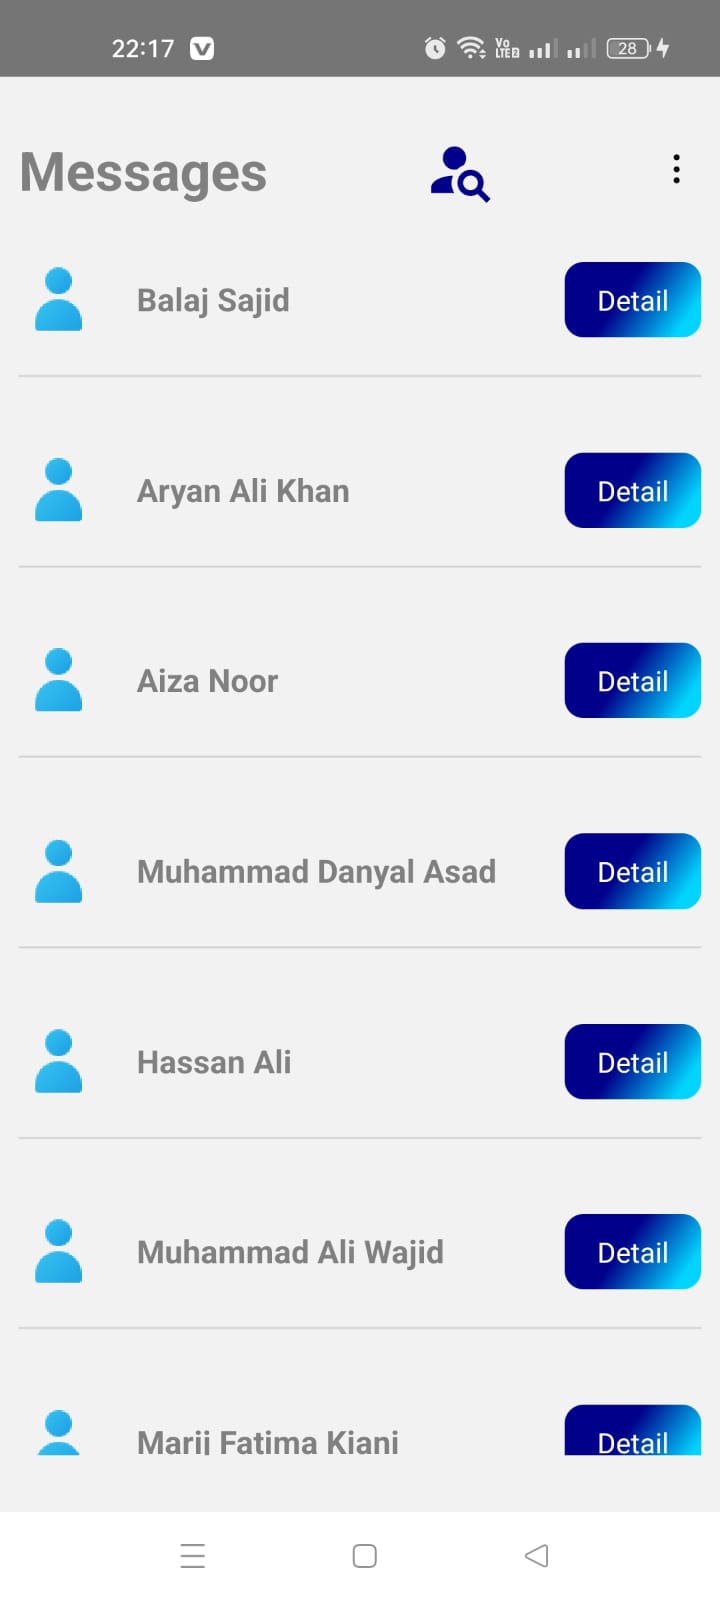 22:17
Vo LTE2 28
Messages
Balaj Sajid Detail
Aryan Ali Khan Detail
Aiza Noor Detail
Muhammad Danyal Asad Detail
Hassan Ali Detail
Muhammad Ali Wajid Detail
Marij Fatima Kiani Detail